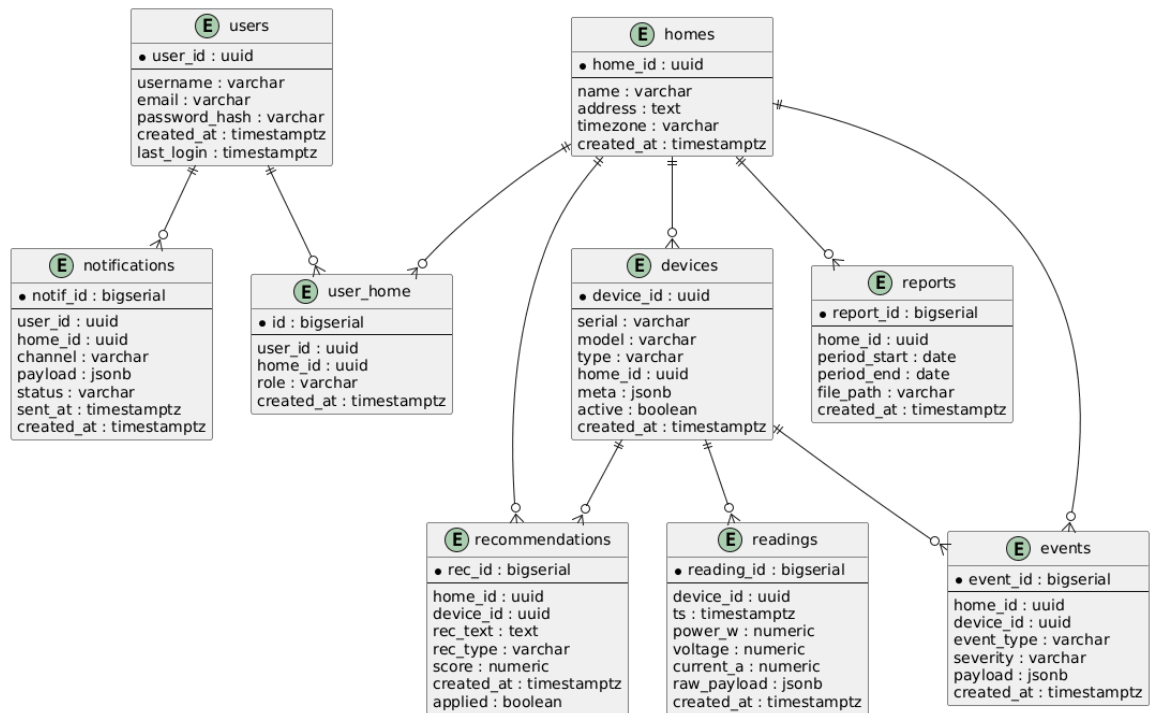 E users
* user_id : uuid
username : varchar
email : varchar
password_hash : varchar
created_at : timestamptz
last_login : timestamptz
E homes
* home_id : uuid
name : varchar
address : text
timezone : varchar
created_at : timestamptz
E notifications
* notif_id : bigserial
user_id : uuid
home_id : uuid
channel : varchar
payload : jsonb
status : varchar
sent_at : timestamptz
created_at : timestamptz
E user_home
* id : bigserial
user_id : uuid
home_id : uuid
role : varchar
created_at : timestamptz
E devices
* device_id : uuid
serial : varchar
model : varchar
type : varchar
home_id : uuid
meta : jsonb
active : boolean
created_at : timestamptz
E reports
* report_id : bigserial
home_id : uuid
period_start : date
period_end : date
file_path : varchar
created_at : timestamptz
E recommendations
* rec_id : bigserial
home_id : uuid
device_id : uuid
rec_text : text
rec_type : varchar
score : numeric
created_at : timestamptz
applied : boolean
E readings
* reading_id : bigserial
device_id : uuid
ts : timestamptz
power_w : numeric
voltage : numeric
current_a : numeric
raw_payload : jsonb
created_at : timestamptz
E events
* event_id : bigserial
home_id : uuid
device_id : uuid
event_type : varchar
severity : varchar
payload : jsonb
created_at : timestamptz